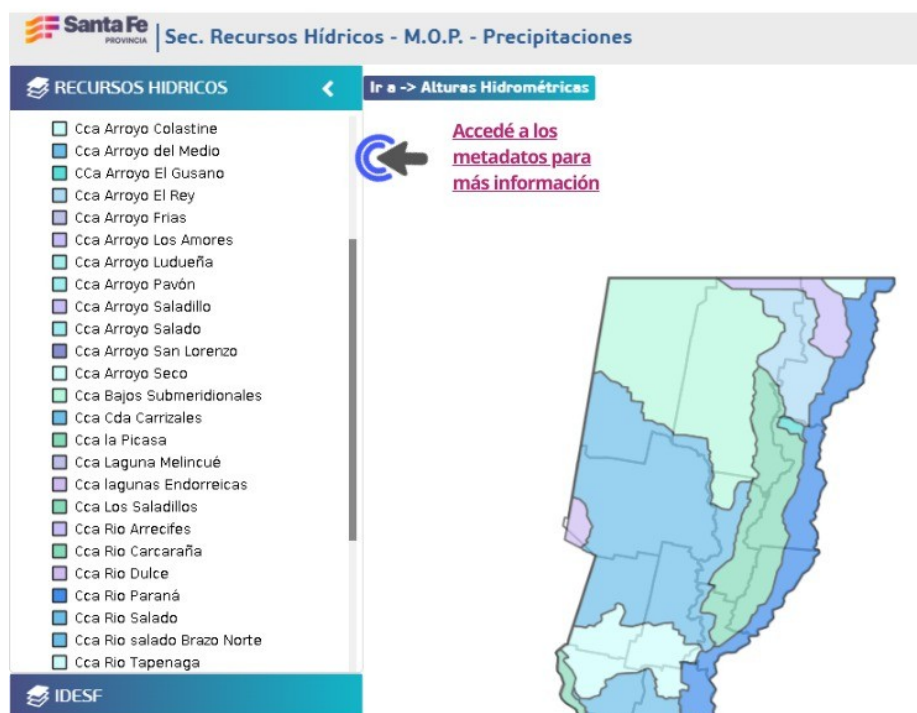 Santa Fe
PROVINCIA
Sec. Recursos Hídricos - M.O.P. - Precipitaciones
RECURSOS HIDRICOS
Ir a -> Alturas Hidrométricas
Accedé a los
metadatos para
más información
Cca Arroyo Colastine
Cca Arroyo del Medio
CCa Arroyo El Gusano
Cca Arroyo El Rey
Cca Arroyo Frias
Cca Arroyo Los Amores
Cca Arroyo Ludueña
Cca Arroyo Pavón
Cca Arroyo Saladillo
Cca Arroyo Salado
Cca Arroyo San Lorenzo
Cca Arroyo Seco
Cca Bajos Submeridionales
Cca Cda Carrizales
Cca la Picasa
Cca Laguna Melincué
Cca lagunas Endorreicas
Cca Los Saladillos
Cca Rio Arrecifes
Cca Rio Carcaraña
Cca Rio Dulce
Cca Rio Paraná
Cca Rio Salado
Cca Rio salado Brazo Norte
Cca Rio Tapenaga
IDESF